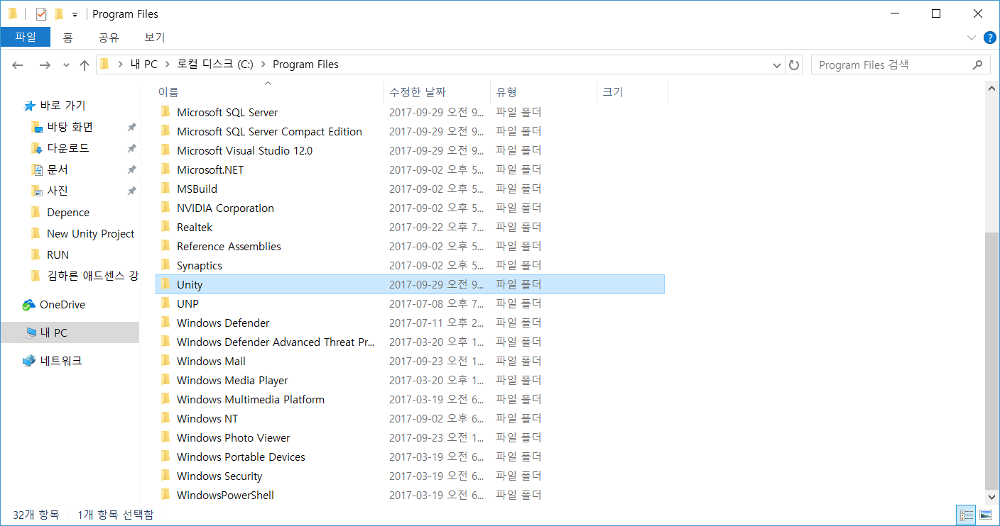 Program Files
파일 홈 공유 보기
내 PC > 로컬 디스크 (C:) > Program Files
Program Files 검색
바로 가기
바탕 화면
다운로드
문서
사진
Depence
New Unity Project
RUN
김하른 애드센스 강
OneDrive
내 PC
네트워크
이름 수정한 날짜 유형 크기
Microsoft SQL Server 2017-09-29 오전 9... 파일 폴더
Microsoft SQL Server Compact Edition 2017-09-29 오전 9... 파일 폴더
Microsoft Visual Studio 12.0 2017-09-29 오전 9... 파일 폴더
Microsoft.NET 2017-09-02 오후 5... 파일 폴더
MSBuild 2017-09-02 오후 5... 파일 폴더
NVIDIA Corporation 2017-09-02 오후 5... 파일 폴더
Realtek 2017-09-22 오후 7... 파일 폴더
Reference Assemblies 2017-09-02 오후 5... 파일 폴더
Synaptics 2017-09-02 오후 5... 파일 폴더
Unity 2017-09-29 오전 9... 파일 폴더
UNP 2017-07-08 오후 7... 파일 폴더
Windows Defender 2017-07-11 오후 2... 파일 폴더
Windows Defender Advanced Threat Pr... 2017-03-20 오후 1... 파일 폴더
Windows Mail 2017-09-23 오전 1... 파일 폴더
Windows Media Player 2017-03-20 오후 1... 파일 폴더
Windows Multimedia Platform 2017-03-19 오전 6... 파일 폴더
Windows NT 2017-09-02 오후 6... 파일 폴더
Windows Photo Viewer 2017-09-23 오전 1... 파일 폴더
Windows Portable Devices 2017-03-19 오전 6... 파일 폴더
Windows Security 2017-03-19 오전 6... 파일 폴더
WindowsPowerShell 2017-03-19 오전 6... 파일 폴더
32개 항목 1개 항목 선택함